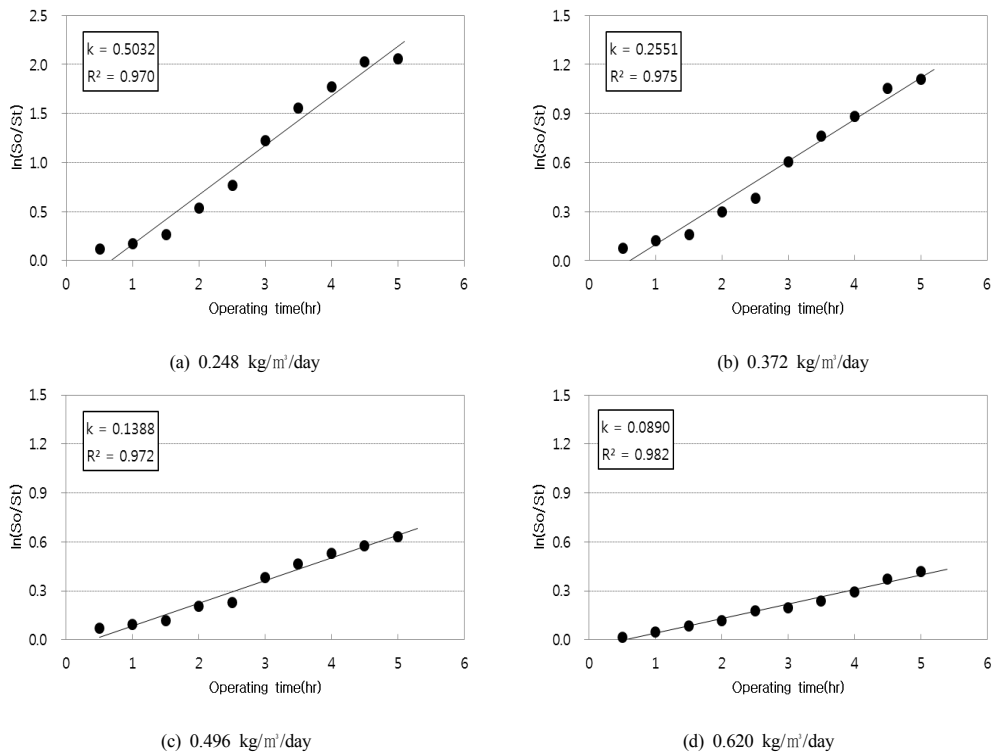 2.5
2.0
1.5
1.0
0.5
0.0
ln(So/St)
k = 0.5032
R² = 0.970
0 1 2 3 4 5 6
Operating time(hr)
(a) 0.248 kg/㎥/day
1.5
1.2
0.9
0.6
0.3
0.0
ln(So/St)
k = 0.2551
R² = 0.975
0 1 2 3 4 5 6
Operating time(hr)
(b) 0.372 kg/㎥/day
1.5
1.2
0.9
0.6
0.3
0.0
ln(So/St)
k = 0.1388
R² = 0.972
0 1 2 3 4 5 6
Operating time(hr)
(c) 0.496 kg/㎥/day
1.5
1.2
0.9
0.6
0.3
0.0
ln(So/St)
k = 0.0890
R² = 0.982
0 1 2 3 4 5 6
Operating time(hr)
(d) 0.620 kg/㎥/day